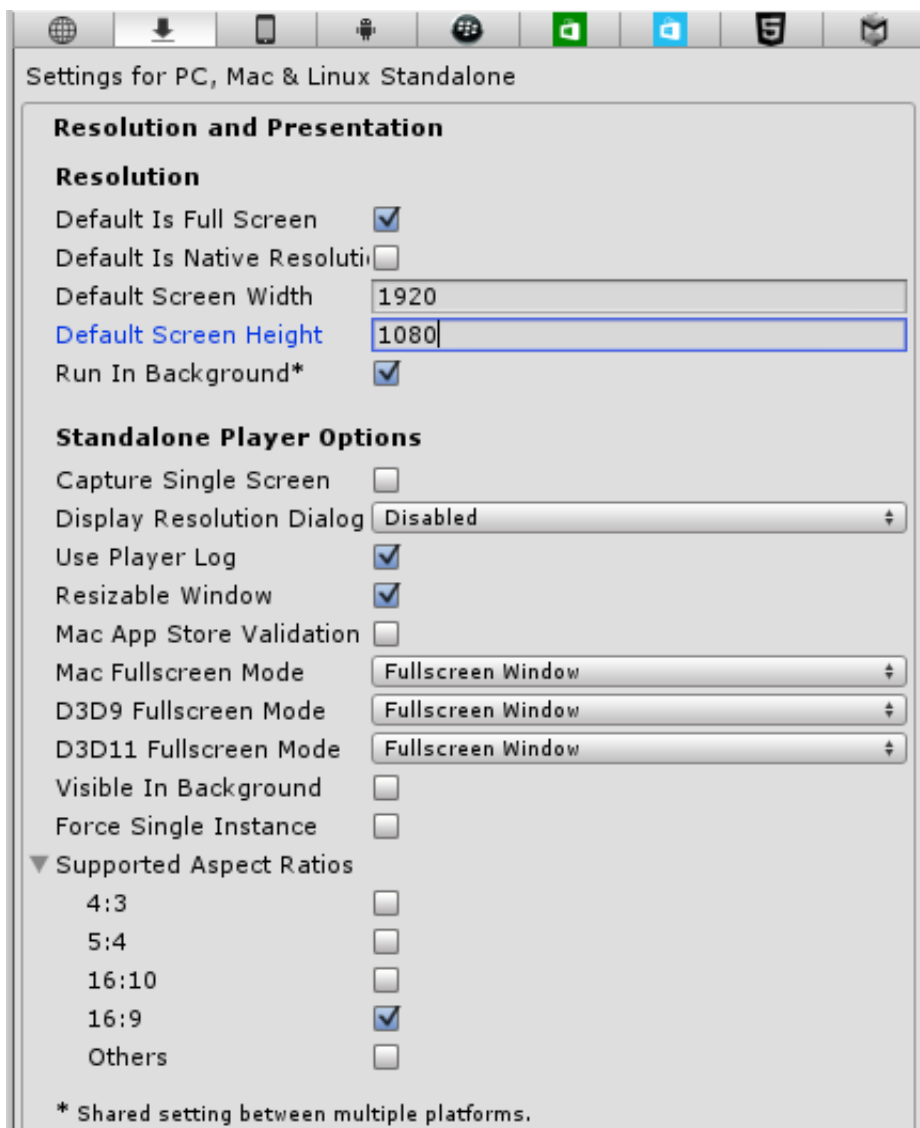 Settings for PC, Mac & Linux Standalone
Resolution and Presentation
Resolution
Default Is Full Screen
Default Is Native Resoluti
Default Screen Width 1920
Default Screen Height 1080
Run In Background*
Standalone Player Options
Capture Single Screen
Display Resolution Dialog Disabled
Use Player Log
Resizable Window
Mac App Store Validation
Mac Fullscreen Mode Fullscreen Window
D3D9 Fullscreen Mode Fullscreen Window
D3D11 Fullscreen Mode Fullscreen Window
Visible In Background
Force Single Instance
Supported Aspect Ratios
4:3
5:4
16:10
16:9
Others
* Shared setting between multiple platforms.